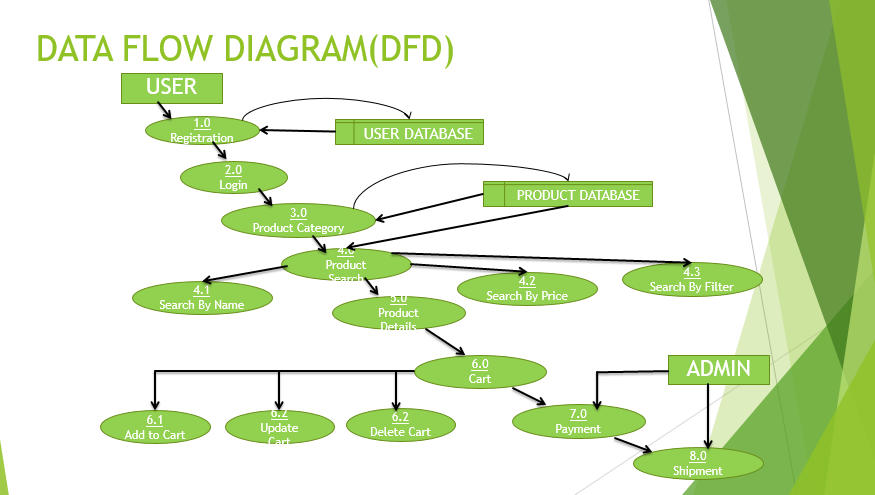 DATA FLOW DIAGRAM(DFD)
USER
1.0
Registration
USER DATABASE
2.0
Login
PRODUCT DATABASE
3.0
Product Category
4.0
Product
Search
4.1
Search By Name
4.2
Search By Price
4.3
Search By Filter
5.0
Product
Details
6.0
Cart
ADMIN
6.1
Add to Cart
6.2
Update
Cart
6.2
Delete Cart
7.0
Payment
8.0
Shipment